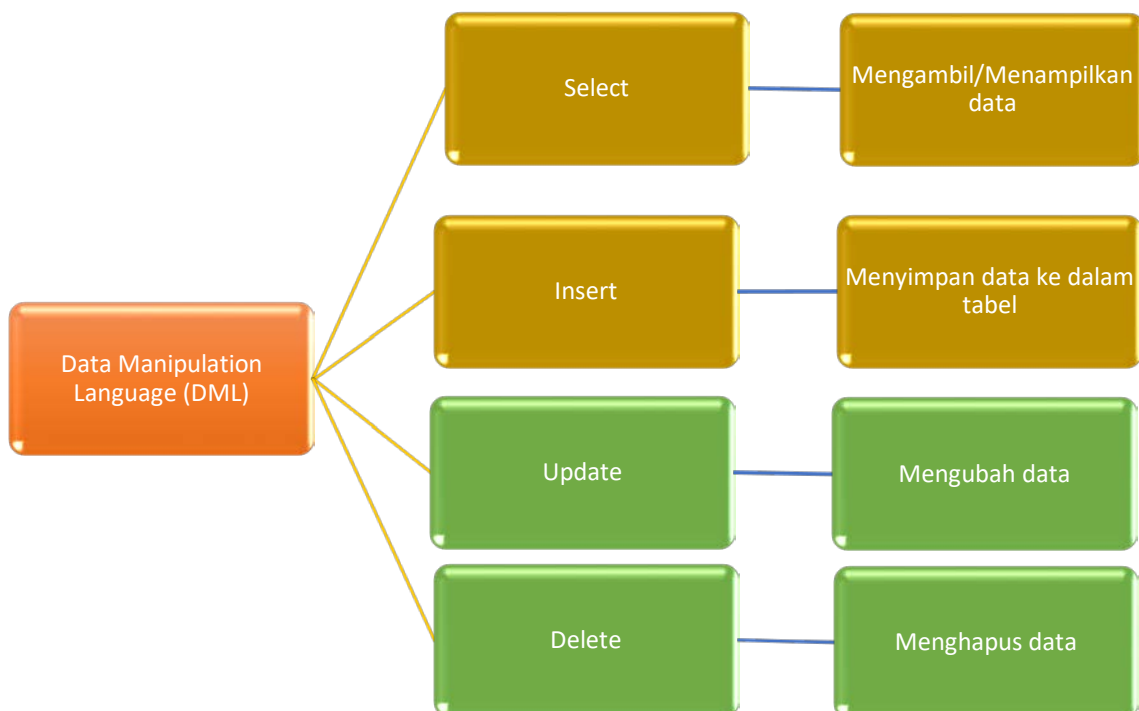 Select
Mengambil/Menampilkan
data
Insert
Menyimpan data ke dalam
tabel
Data Manipulation
Language (DML)
Update
Mengubah data
Delete
Menghapus data